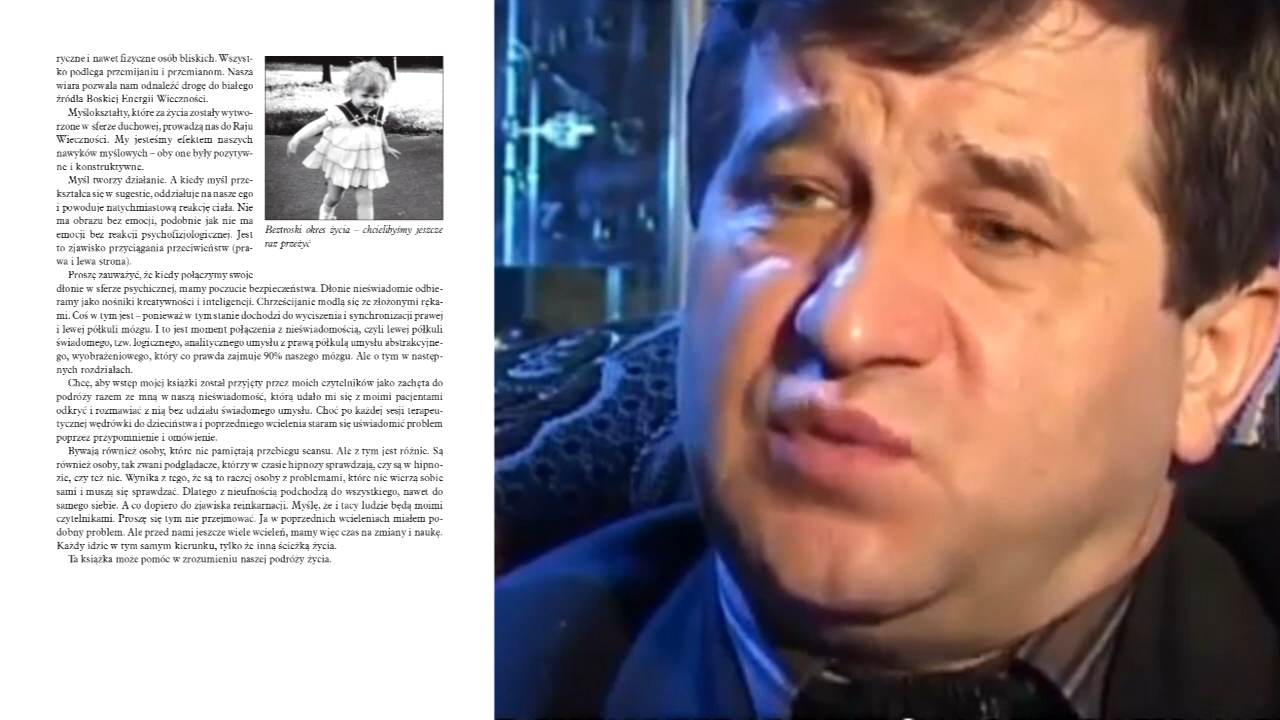 ryczne i nawet fizyczne osób bliskich. Wszyst-
ko podlega przemijaniu i przemianom. Nasza
wiara pozwala nam odnaleźć drogę do białego
źródła Boskiej Energii Wieczności.
Myślokształty, które za życia zostały wytwo-
rzone w sferze duchowej, prowadzą nas do Raju
Wieczności. My jesteśmy efektem naszych
nawyków myślowych – oby one były pozytyw-
ne i konstruktywne.
Myśl tworzy działanie. A kiedy myśl prze-
kształca się w sugestie, oddziałuje na nasze ego
i powoduje natychmiastową reakcję ciała. Nie
ma obrazu bez emocji, podobnie jak nie ma
emocji bez reakcji psychofizjologicznej. Jest
to zjawisko przyciągania przeciwieństw (pra-
wa i lewa strona).
Beztroski okres życia – chcielibyśmy jeszcze
raz przeżyć
Proszę zauważyć, że kiedy połączymy swoje
dłonie w sferze psychicznej, mamy poczucie bezpieczeństwa. Dłonie nieświadomie odbie-
ramy jako nośniki kreatywności i inteligencji. Chrześcijanie modlą się ze złożonymi ręka-
mi. Coś w tym jest – ponieważ w tym stanie dochodzi do wyciszenia i synchronizacji prawej
i lewej półkuli mózgu. I to jest moment połączenia z nieświadomością, czyli lewej półkuli
świadomego, tzw. logicznego, analitycznego umysłu z prawą półkulą umysłu abstrakcyjne-
go, wyobrażeniowego, który co prawda zajmuje 90% naszego mózgu. Ale o tym w następ-
nych rozdziałach.
Chcę, aby wstęp mojej książki został przyjęty przez moich czytelników jako zachęta do
podróży razem ze mną w naszą nieświadomość, którą udało mi się z moimi pacjentami
odkryć i rozmawiać z nią bez udziału świadomego umysłu. Choć po każdej sesji terapeu-
tycznej wędrówki do dzieciństwa i poprzedniego wcielenia staram się uświadomić problem
poprzez przypomnienie i omówienie.
Bywają również osoby, które nie pamiętają przebiegu seansu. Ale z tym jest różnie. Są
również osoby, tak zwani podglądacze, którzy w czasie hipnozy sprawdzają, czy są w hipno-
zie, czy też nie. Wynika z tego, że są to raczej osoby z problemami, które nie wierzą sobie
sami i muszą się sprawdzać. Dlatego z nieufnością podchodzą do wszystkiego, nawet do
samego siebie. A co dopiero do zjawiska reinkarnacji. Myślę, że i tacy ludzie będą moimi
czytelnikami. Proszę się tym nie przejmować. Ja w poprzednich wcieleniach miałem po-
dobny problem. Ale przed nami jeszcze wiele wcieleń, mamy więc czas na zmiany i naukę.
Każdy idzie w tym samym kierunku, tylko że inną ścieżką życia.
Ta książka może pomóc w zrozumieniu naszej podróży życia.